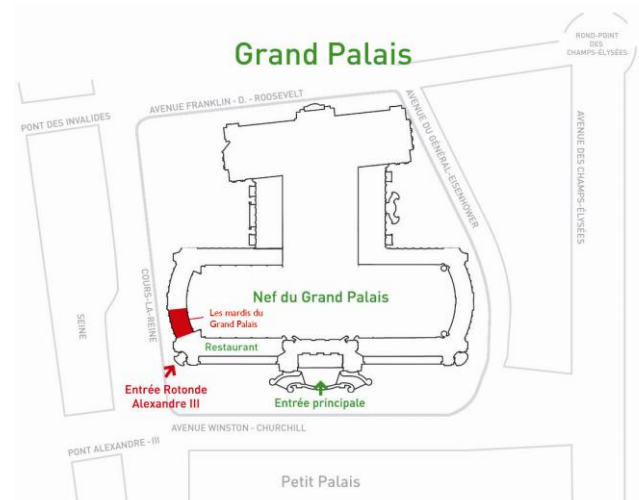 Grand Palais
ROND-POINT
DES
CHAMPS-ÉLYSÉES
AVENUE FRANKLIN - D. - ROOSEVELT
PONT DES INVALIDES
AVENUE DU GÉNÉRAL-EISENHOWER
AVENUE DES CHAMPS-ÉLYSÉES
COURS-LA-REINE
SEINE
Nef du Grand Palais
Les mardis du
Grand Palais
Restaurant
Entrée Rotonde
Alexandre III
Entrée principale
AVENUE WINSTON - CHURCHILL
PONT ALEXANDRE - III
Petit Palais